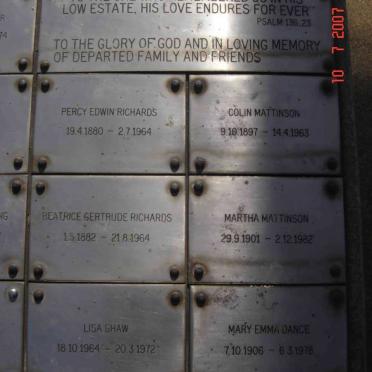 LOW ESTATE, HIS LOVE ENDURES FOR EVER
PSALM 136.23
TO THE GLORY OF GOD AND IN LOVING MEMORY
OF DEPARTED FAMILY AND FRIENDS
PERCY EDWIN RICHARDS
19.4.1880 – 2.7.1964
COLIN MATTINSON
9.10.1897 – 14.4.1963
BEATRICE GERTRUDE RICHARDS
1.5.1882 – 21.8.1964
MARTHA MATTINSON
29.9.1901 – 2.12.1982
LISA SHAW
18.10.1964 – 20.3.1972
MARY EMMA DANCE
7.10.1906 – 6.3.1978
10 7 2007